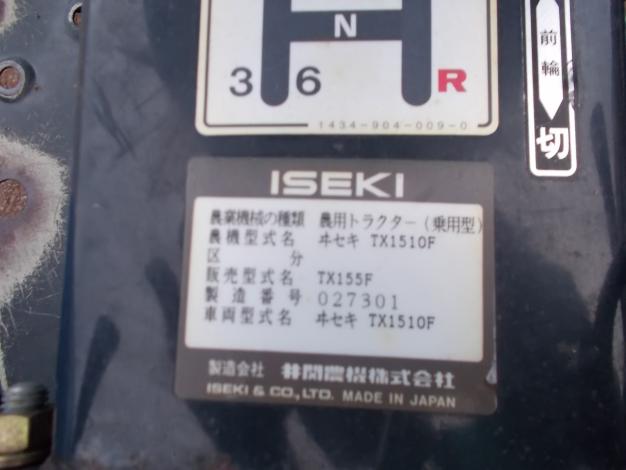 N
3 6 R
1434-904-009-0
前輪
切
ISEKI
農業機械の種類 農用トラクター(乗用型)
農機型式名 ヰセキ TX1510F
区分
販売型式名 TX155F
製造番号 027301
車両型式名 ヰセキ TX1510F
製造会社 井関農機株式会社
ISEKI & CO., LTD. MADE IN JAPAN